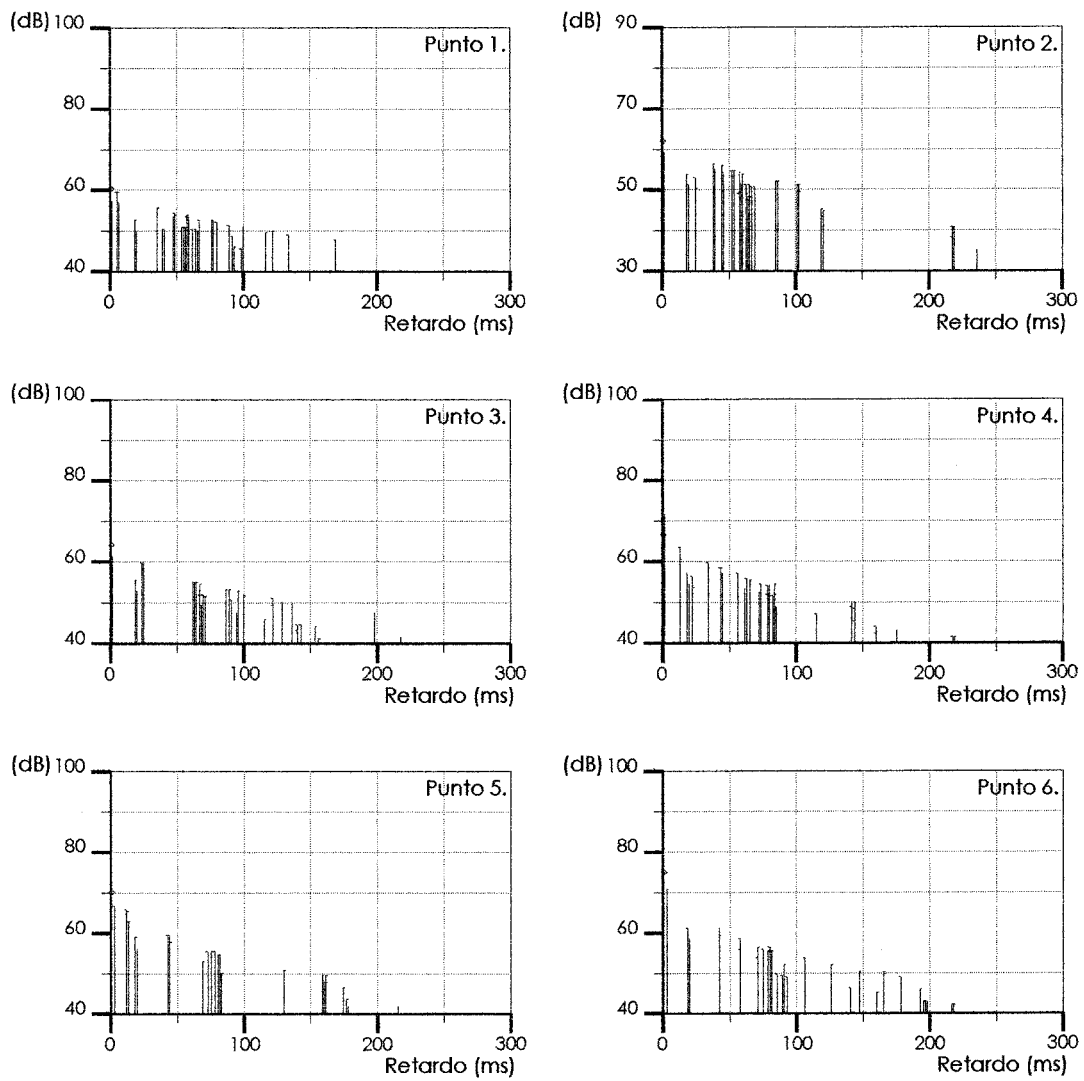 (dB) 100
Punto 1.
80
60
40
0 100 200 300
Retardo (ms)
(dB) 90
Punto 2.
70
50
30
0 100 200 300
Retardo (ms)
(dB) 100
Punto 3.
80
60
40
0 100 200 300
Retardo (ms)
(dB) 100
Punto 4.
80
60
40
0 100 200 300
Retardo (ms)
(dB) 100
Punto 5.
80
60
40
0 100 200 300
Retardo (ms)
(dB) 100
Punto 6.
80
60
40
0 100 200 300
Retardo (ms)